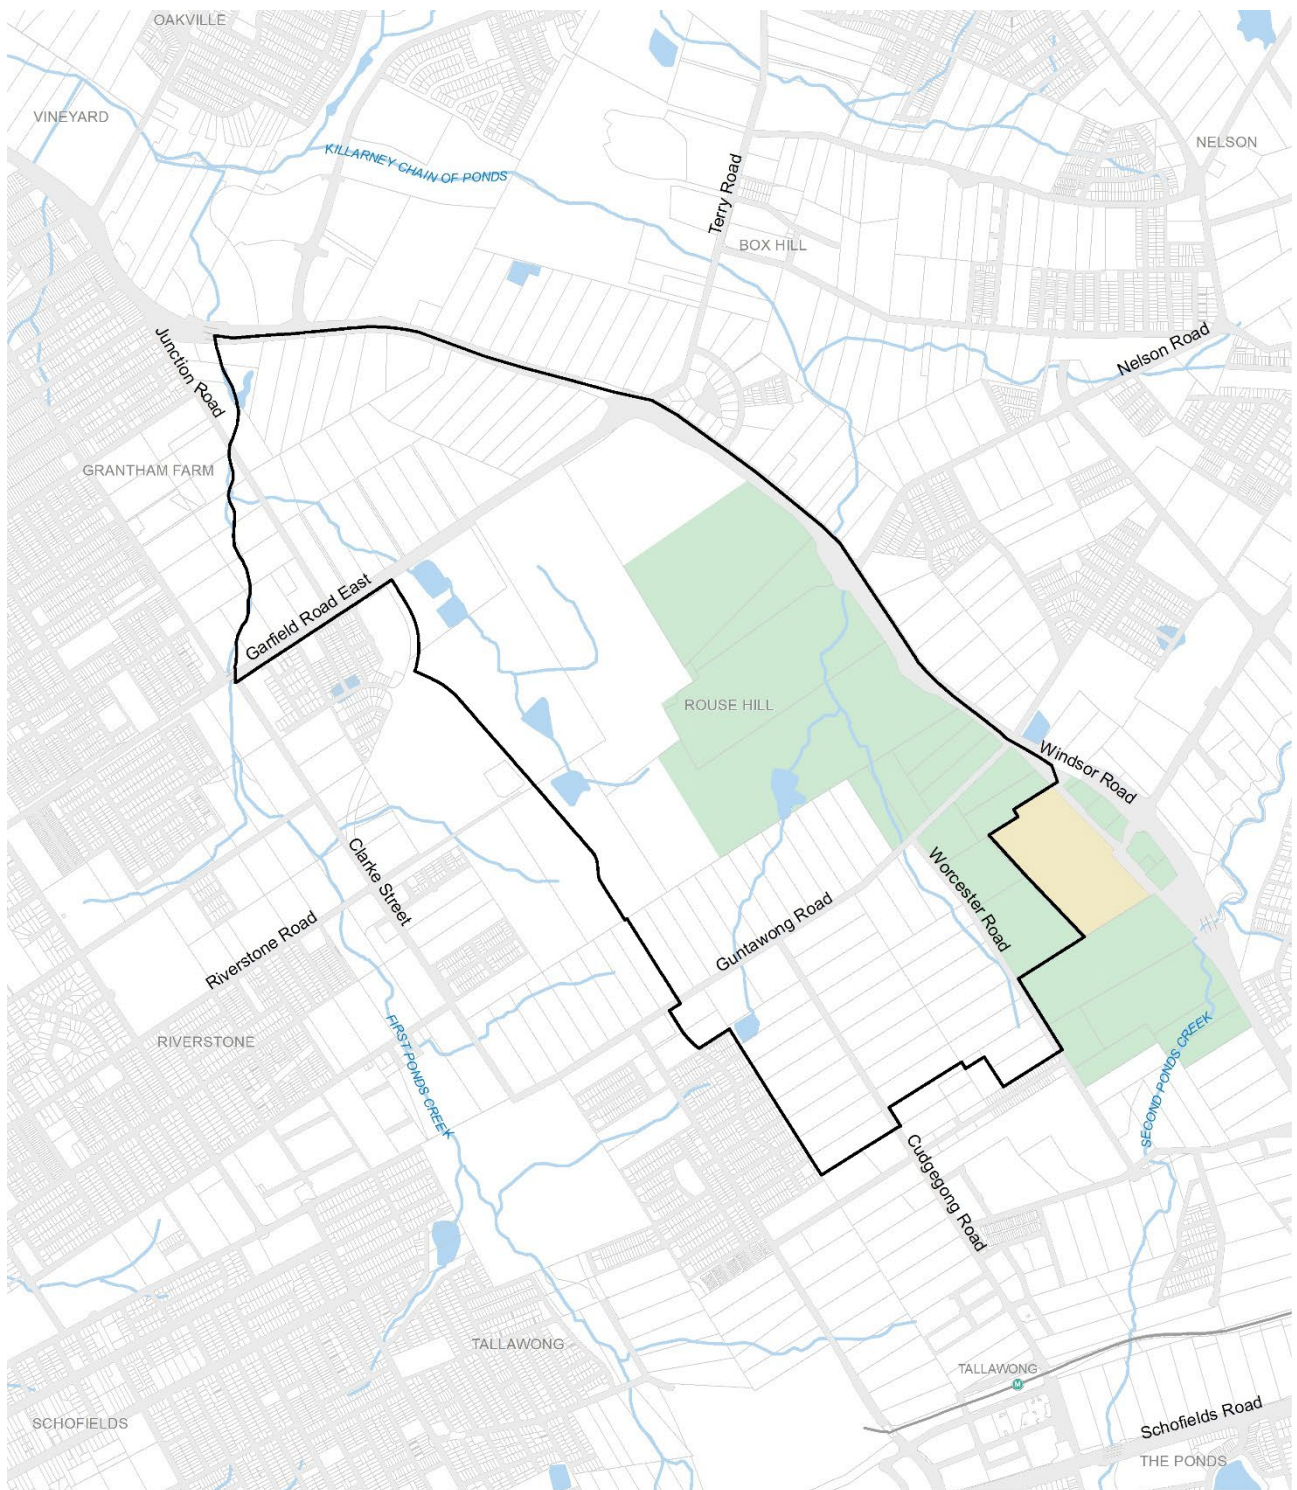 OAKVILLE
VINEYARD
NELSON
KILLARNEY CHAIN OF PONDS
Terry Road
BOX HILL
Junction Road
Nelson Road
GRANTHAM FARM
Garfield Road East
ROUSE HILL
Windsor Road
Clarke Street
Worcester Road
Guntawong Road
Riverstone Road
RIVERSTONE
FIRST PONDS CREEK
SECOND PONDS CREEK
Cudgegong Road
TALLAWONG
TALLAWONG
M
SCHOFIELDS
Schofields Road
THE PONDS